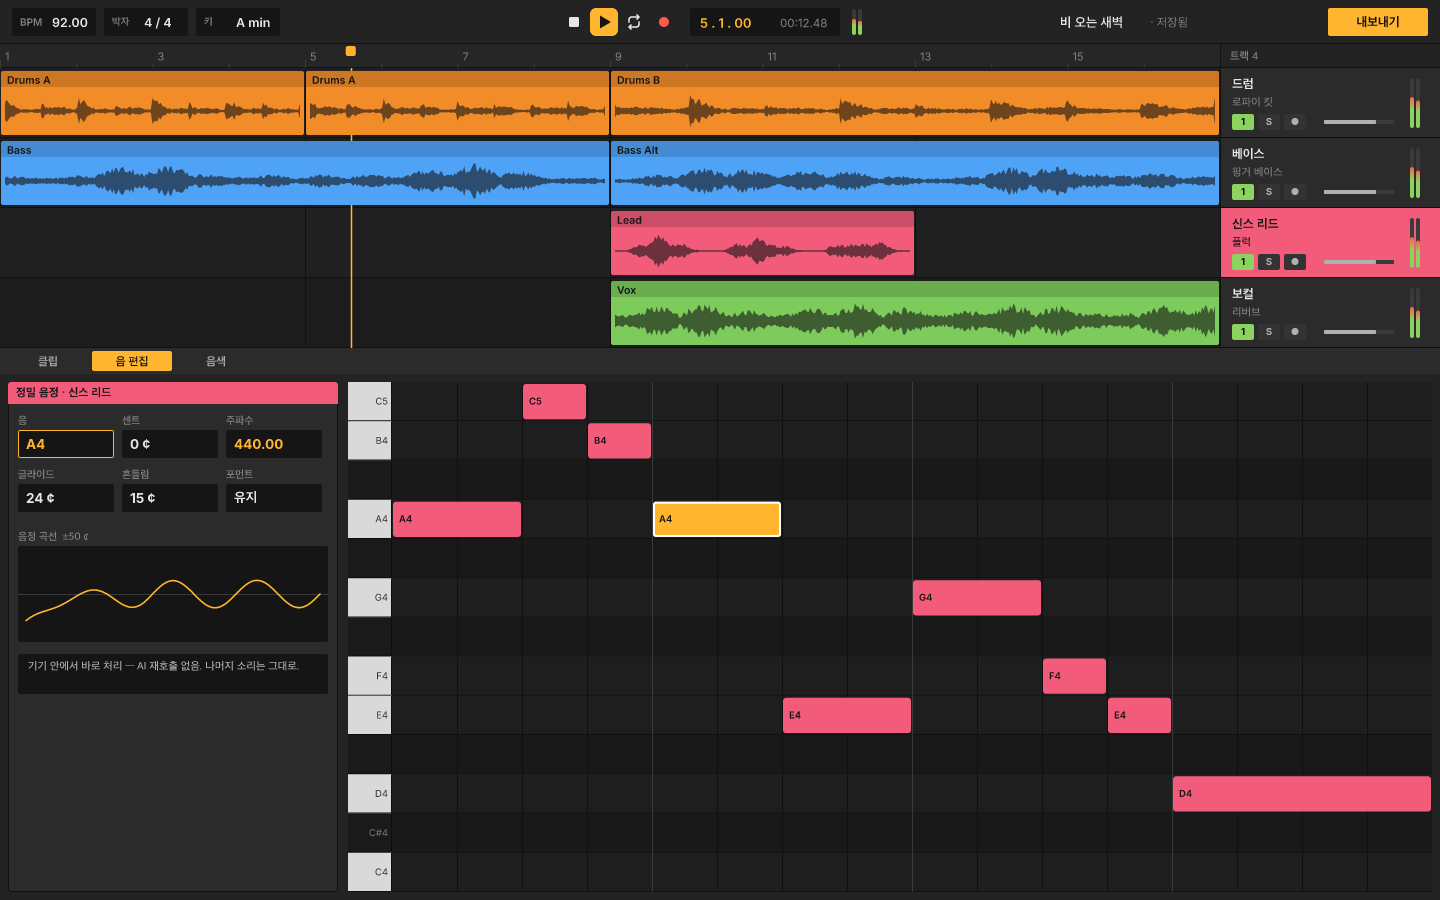 BPM 92.00 박자 4 / 4 키 A min 5 . 1 . 00 00:12.48 비 오는 새벽 · 저장됨 내보내기
1 3 5 7 9 11 13 15 트랙 4
Drums A Drums A Drums B
드럼
로파이 킷
1 S
Bass Bass Alt
베이스
핑거 베이스
1 S
Lead
신스 리드
플럭
1 S
Vox
보컬
리버브
1 S
클립 음 편집 음색
정밀 음정 · 신스 리드
음 센트 주파수
A4 0 ¢ 440.00
글라이드 흔들림 포먼트
24 ¢ 15 ¢ 유지
음정 곡선 ±50 ¢
기기 안에서 바로 처리 — AI 재호출 없음. 나머지 소리는 그대로.
C5 C5
B4 B4
A4 A4 A4
G4 G4
F4 F4
E4 E4 E4
D4 D4
C#4
C4